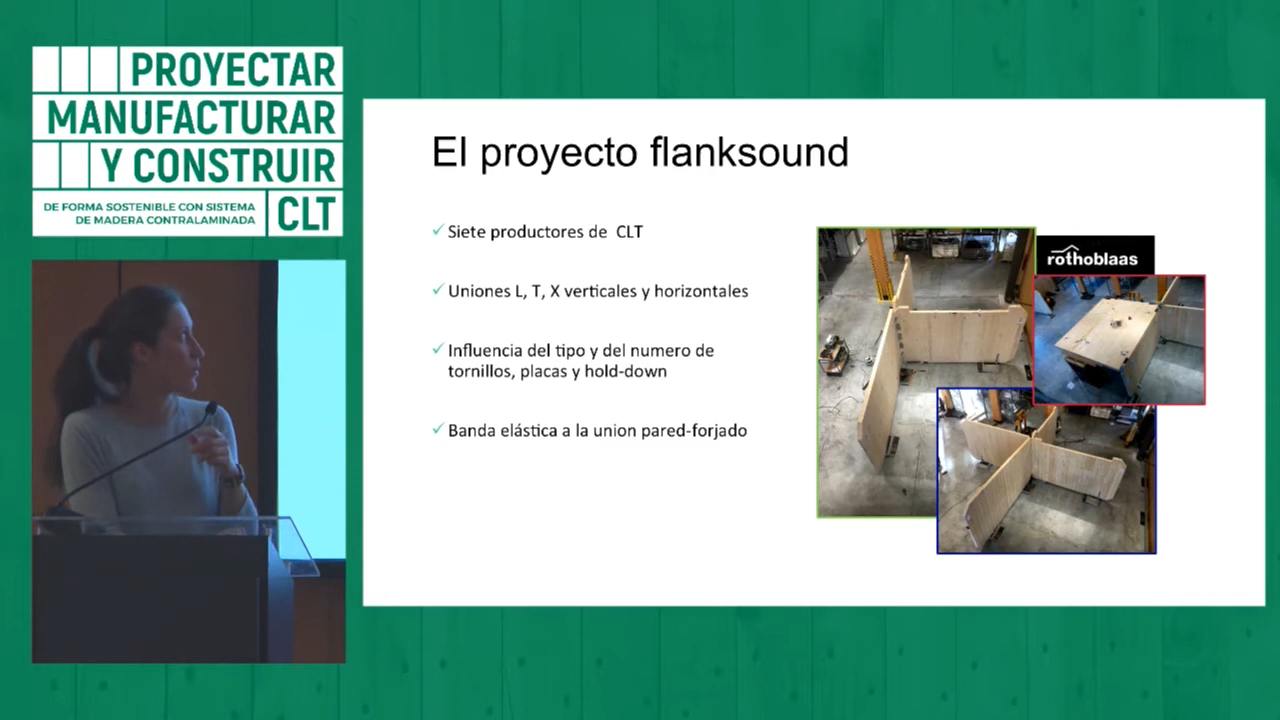 PROYECTAR
MANUFACTURAR
Y CONSTRUIR
DE FORMA SOSTENIBLE CON SISTEMA
DE MADERA CONTRALAMINADA
CLT
El proyecto flanksound
✓ Siete productores de CLT
✓ Uniones L, T, X verticales y horizontales
✓ Influencia del tipo y del numero de
tornillos, placas y hold-down
✓ Banda elástica a la union pared-forjado
rothoblaas